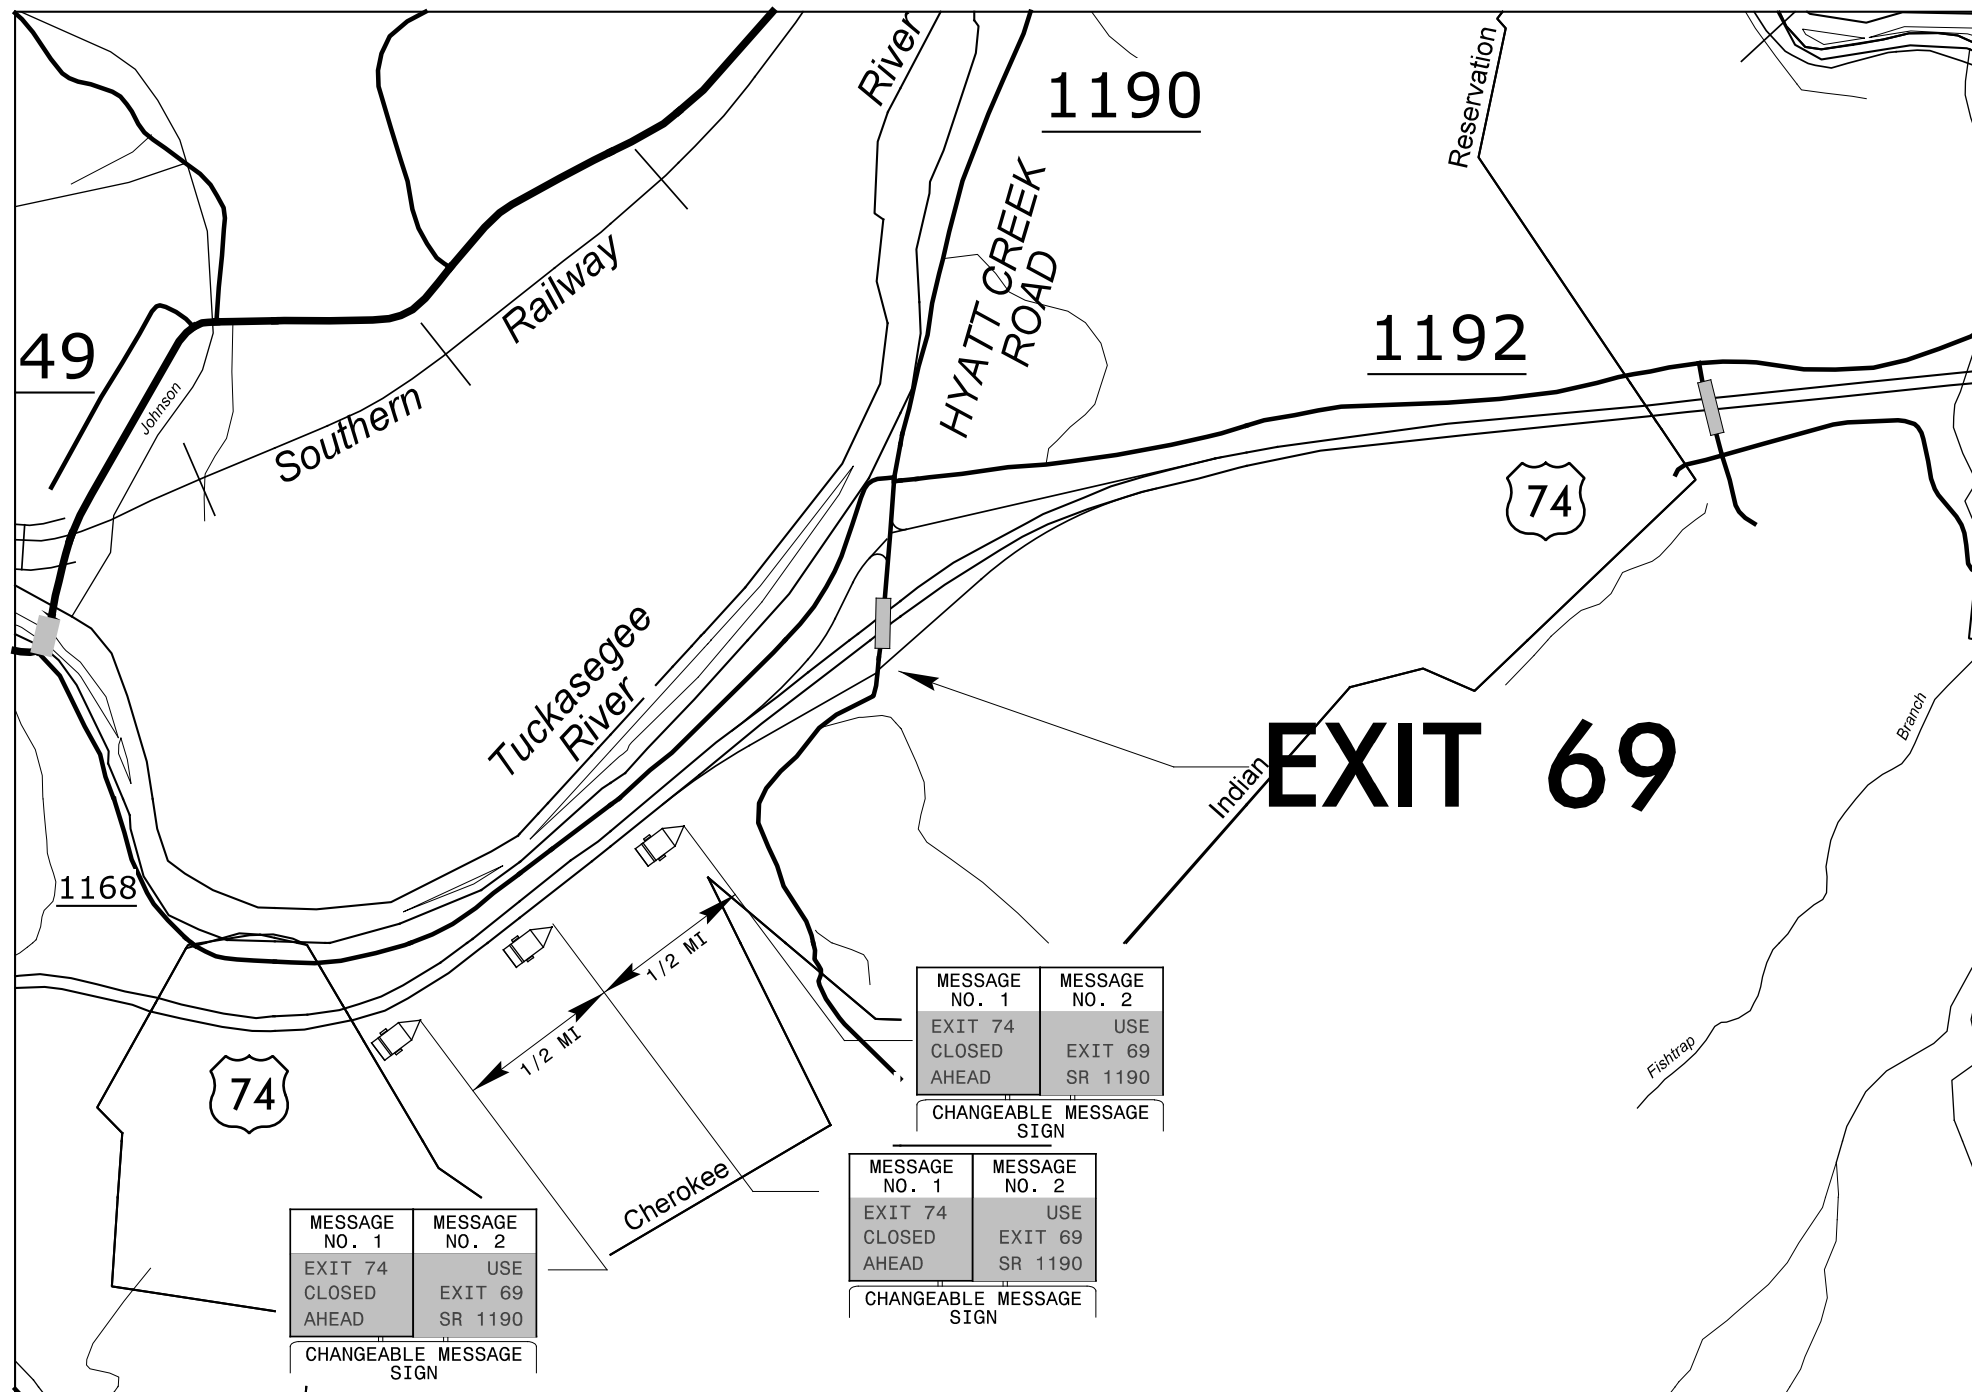 River
1190
Reservation
HYATT CREEK
ROAD
Railway
Southern
49
Johnson
1192
74
Tuckasegee
River
EXIT 69
Indian
Branch
1168
1/2 MI
1/2 MI
74
Fishtrap
Cherokee
MESSAGE NO. 1
MESSAGE NO. 2
EXIT 74 USE
CLOSED EXIT 69
AHEAD SR 1190
CHANGEABLE MESSAGE
SIGN
MESSAGE NO. 1
MESSAGE NO. 2
EXIT 74 USE
CLOSED EXIT 69
AHEAD SR 1190
CHANGEABLE MESSAGE
SIGN
MESSAGE NO. 1
MESSAGE NO. 2
EXIT 74 USE
CLOSED EXIT 69
AHEAD SR 1190
CHANGEABLE MESSAGE
SIGN